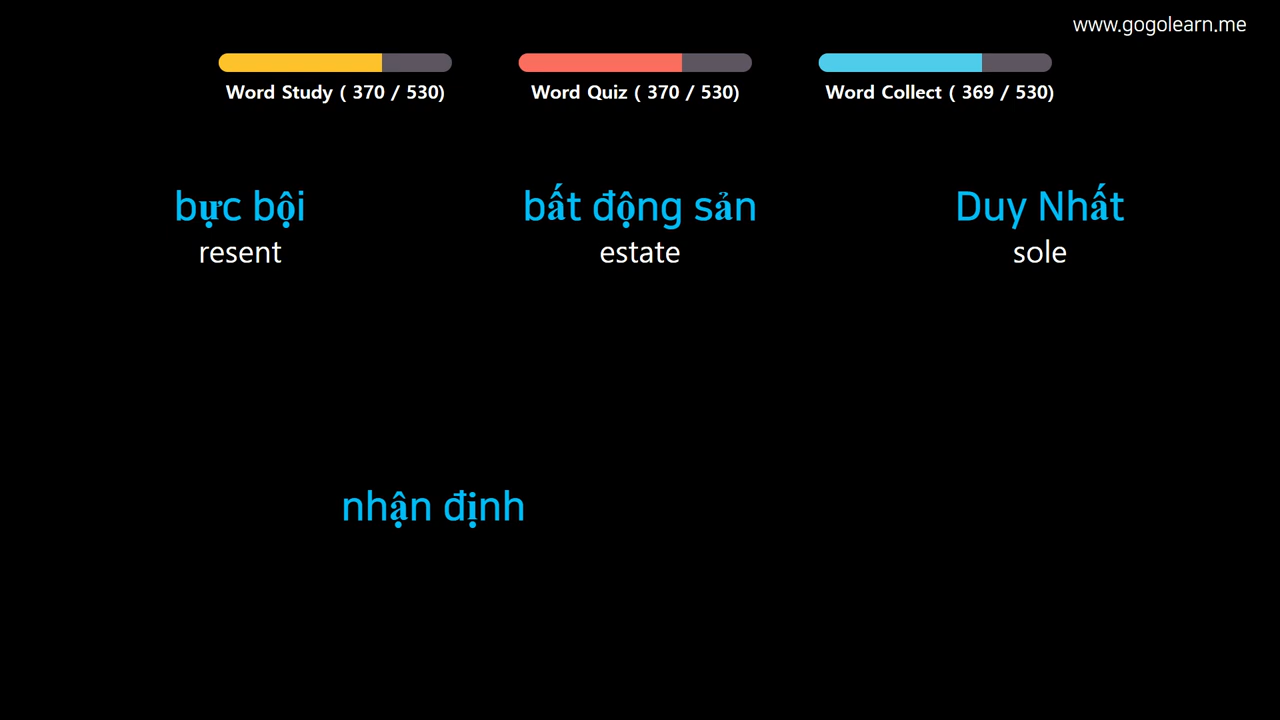 www.gogolearn.me
Word Study ( 370 / 530)
Word Quiz ( 370 / 530)
Word Collect ( 369 / 530)
bực bội
resent
bất động sản
estate
Duy Nhất
sole
nhận định